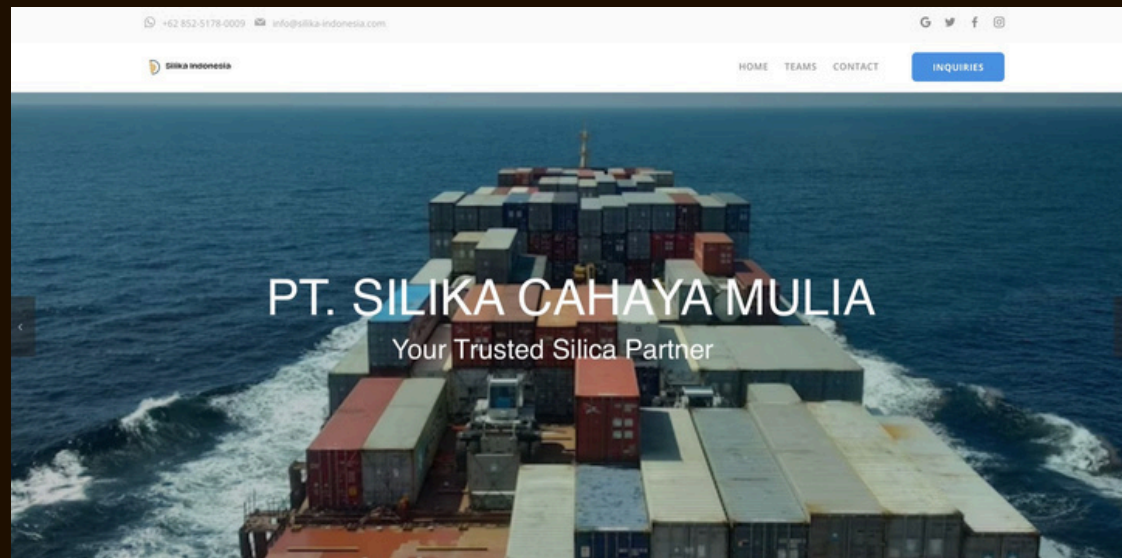 +62 852-5178-0009 info@silika-indonesia.com
Silika Indonesia
HOME TEAMS CONTACT INQUIRIES
PT. SILIKA CAHAYA MULIA
Your Trusted Silica Partner